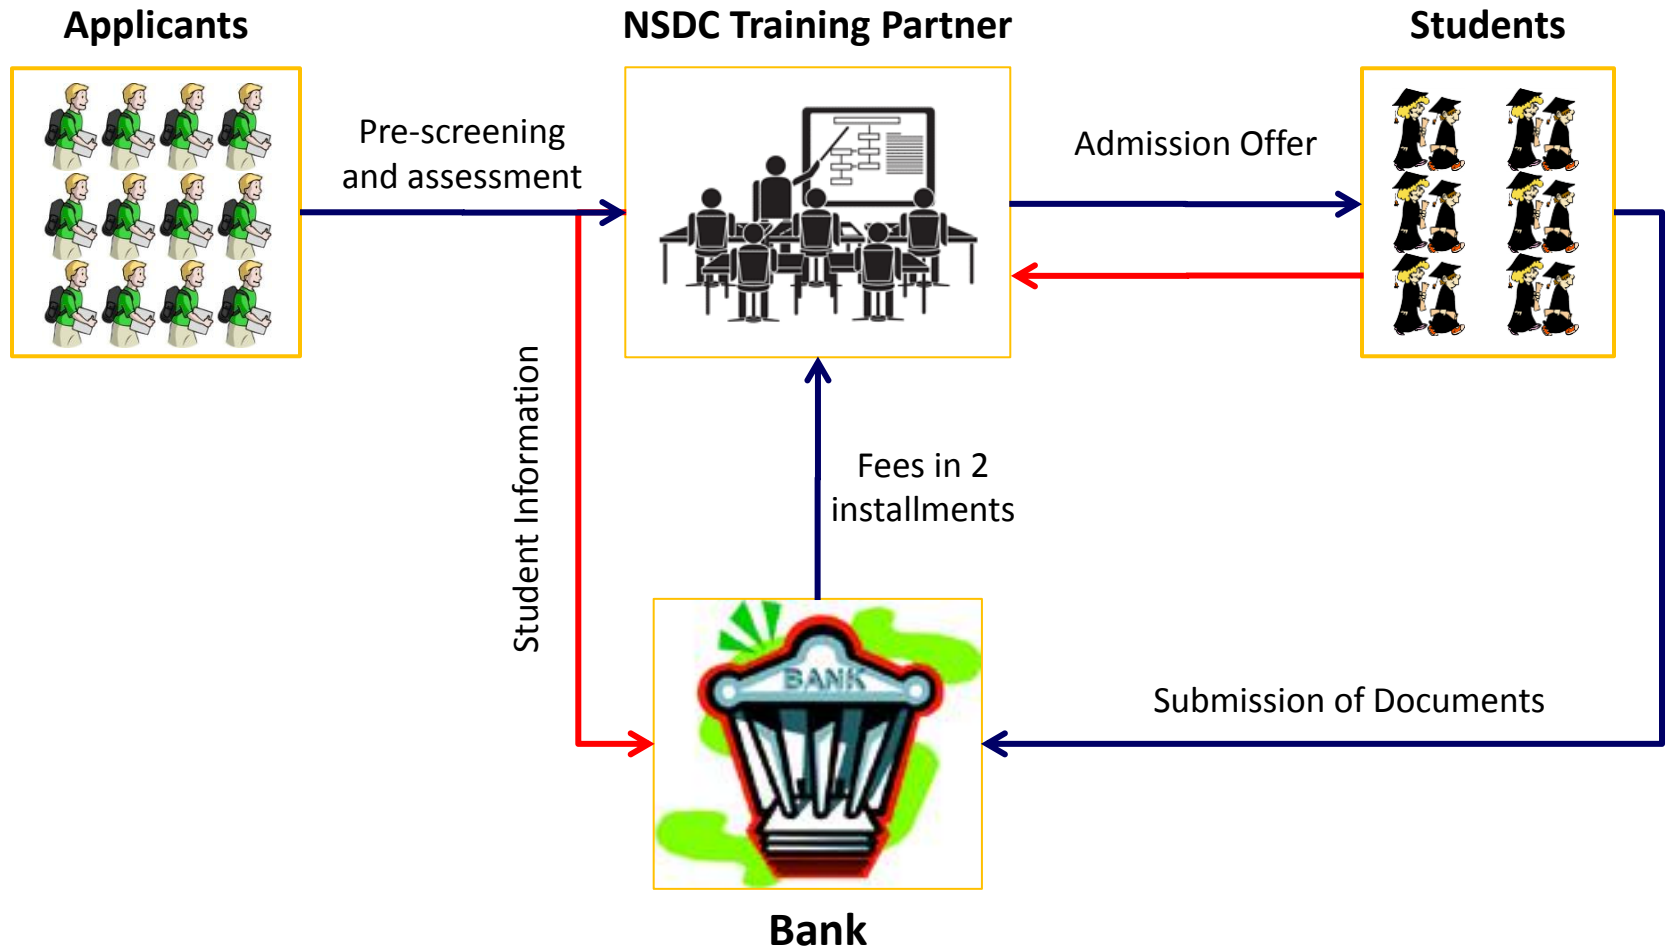 Applicants
NSDC Training Partner
Students
Pre-screening
and assessment
Admission Offer
Student Information
Fees in 2
installments
BANK
Submission of Documents
Bank